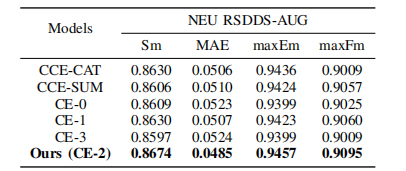 Models NEU RSDDS-AUG
Sm MAE maxEm maxFm
CCE-CAT 0.8630 0.0506 0.9436 0.9009
CCE-SUM 0.8606 0.0510 0.9424 0.9057
CE-0 0.8609 0.0523 0.9399 0.9025
CE-1 0.8630 0.0507 0.9423 0.9060
CE-3 0.8597 0.0524 0.9399 0.9009
Ours (CE-2) 0.8674 0.0485 0.9457 0.9095